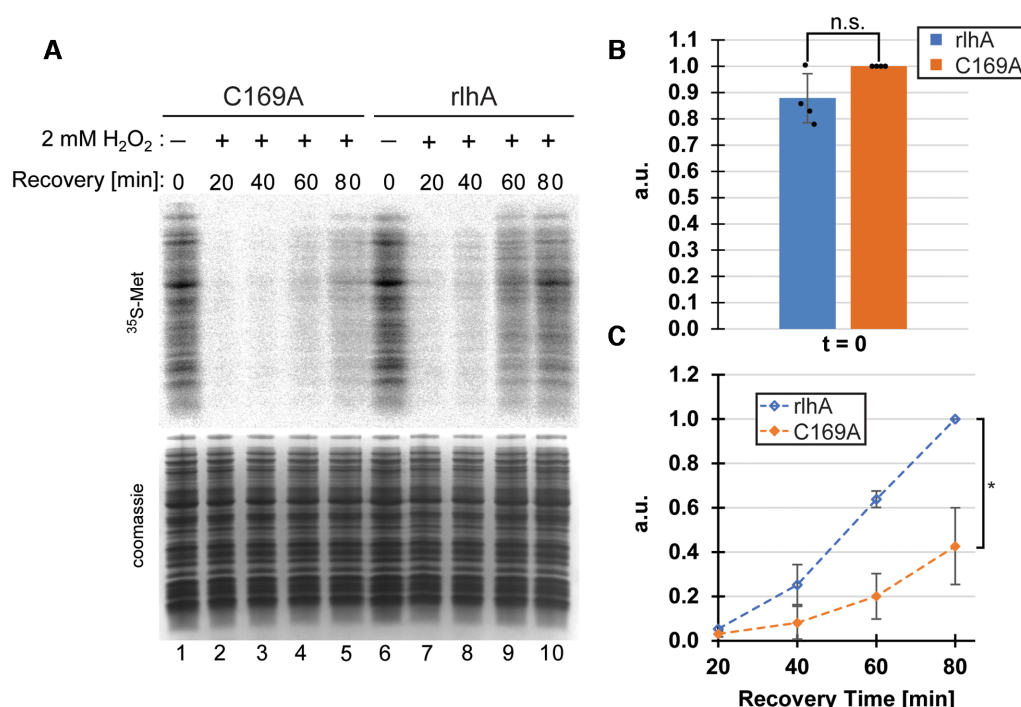 A
C169A rlhA
2 mM H₂O₂ : – + + + + – + + + +
Recovery [min]: 0 20 40 60 80 0 20 40 60 80
³⁵S-Met
coomassie
1 2 3 4 5 6 7 8 9 10
B
n.s.
rlhA
C169A
1.1
1.0
0.9
0.8
0.7
0.6
0.5
0.4
0.3
0.2
0.1
0.0
a.u.
t = 0
C
1.2
1.0
0.8
0.6
0.4
0.2
0.0
a.u.
rlhA
C169A
*
20 40 60 80
Recovery Time [min]